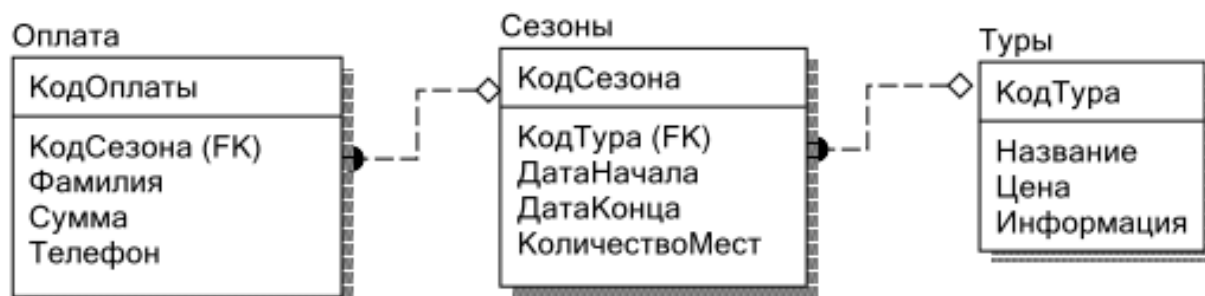 Оплата
КодОплаты
КодСезона (FK)
Фамилия
Сумма
Телефон
Сезоны
КодСезона
КодТура (FK)
ДатаНачала
ДатаКонца
КоличествоМест
Туры
КодТура
Название
Цена
Информация